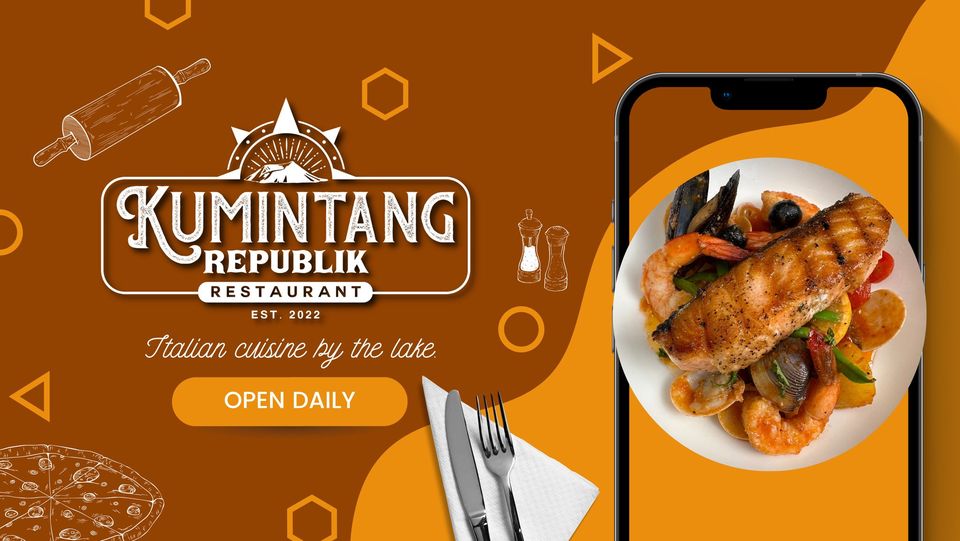 KUMINTANG
REPUBLIK
RESTAURANT
EST. 2022
Italian cuisine by the lake.
OPEN DAILY